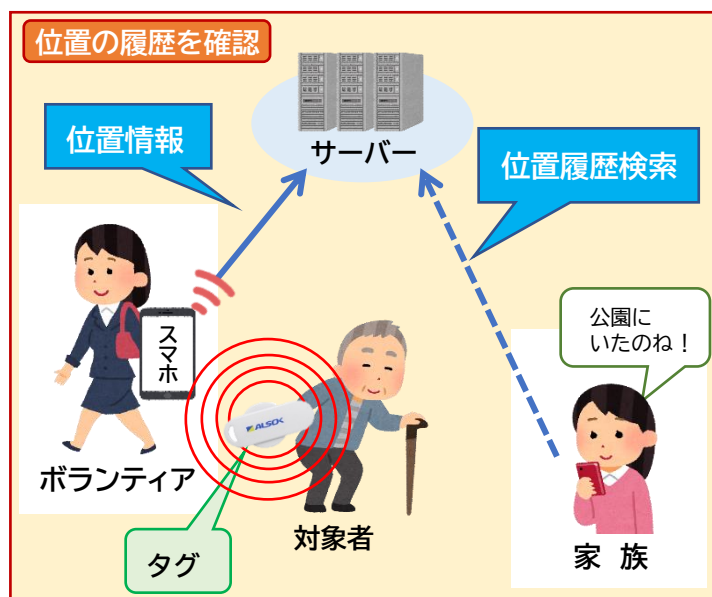 位置の履歴を確認
サーバー
位置情報
位置履歴検索
スマホ
公園に
いたのね！
ALSOK
ボランティア
対象者
タグ
家族